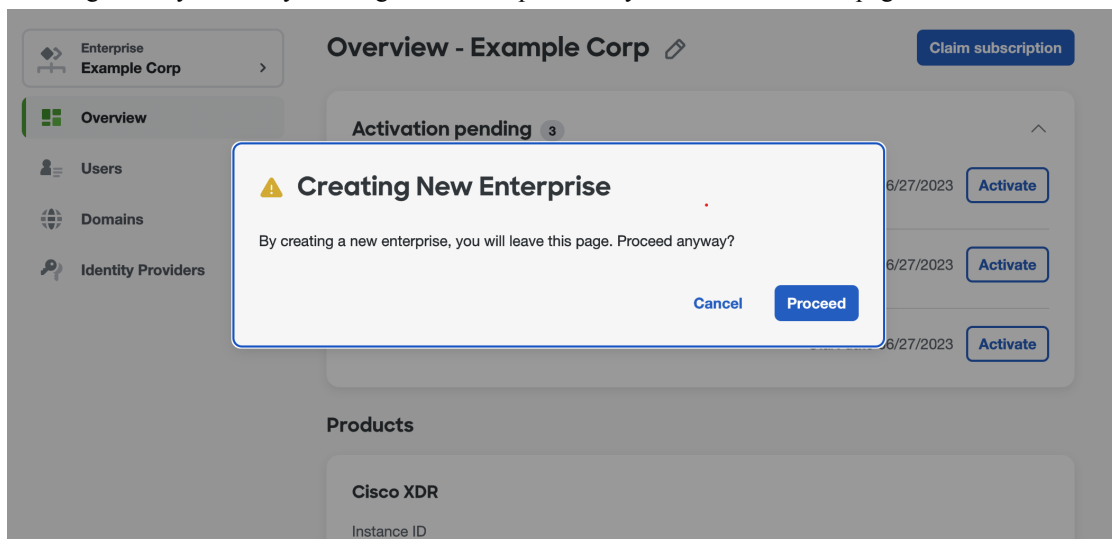 Enterprise
Example Corp
Overview
Users
Domains
Identity Providers
Overview - Example Corp
Claim subscription
Activation pending 3
6/27/2023 Activate
Creating New Enterprise
By creating a new enterprise, you will leave this page. Proceed anyway?
6/27/2023 Activate
Cancel Proceed
6/27/2023 Activate
Products
Cisco XDR
Instance ID